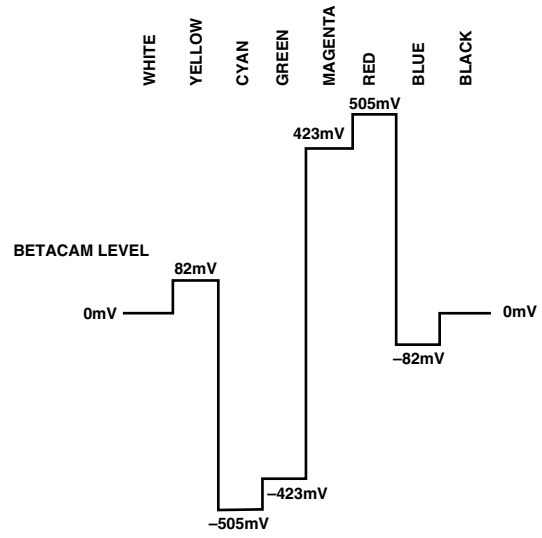 WHITE
YELLOW
CYAN
GREEN
MAGENTA
RED
BLUE
BLACK
505mV
423mV
BETACAM LEVEL
82mV
0mV
0mV
−82mV
−423mV
−505mV